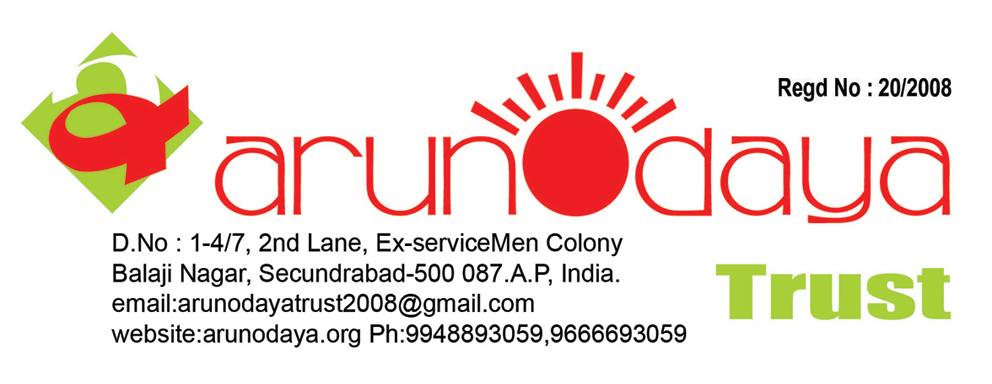 Regd No : 20/2008
arunodaya
Trust
D.No : 1-4/7, 2nd Lane, Ex-serviceMen Colony
Balaji Nagar, Secundrabad-500 087.A.P, India.
email:arunodayatrust2008@gmail.com
website:arunodaya.org Ph:9948893059,9666693059